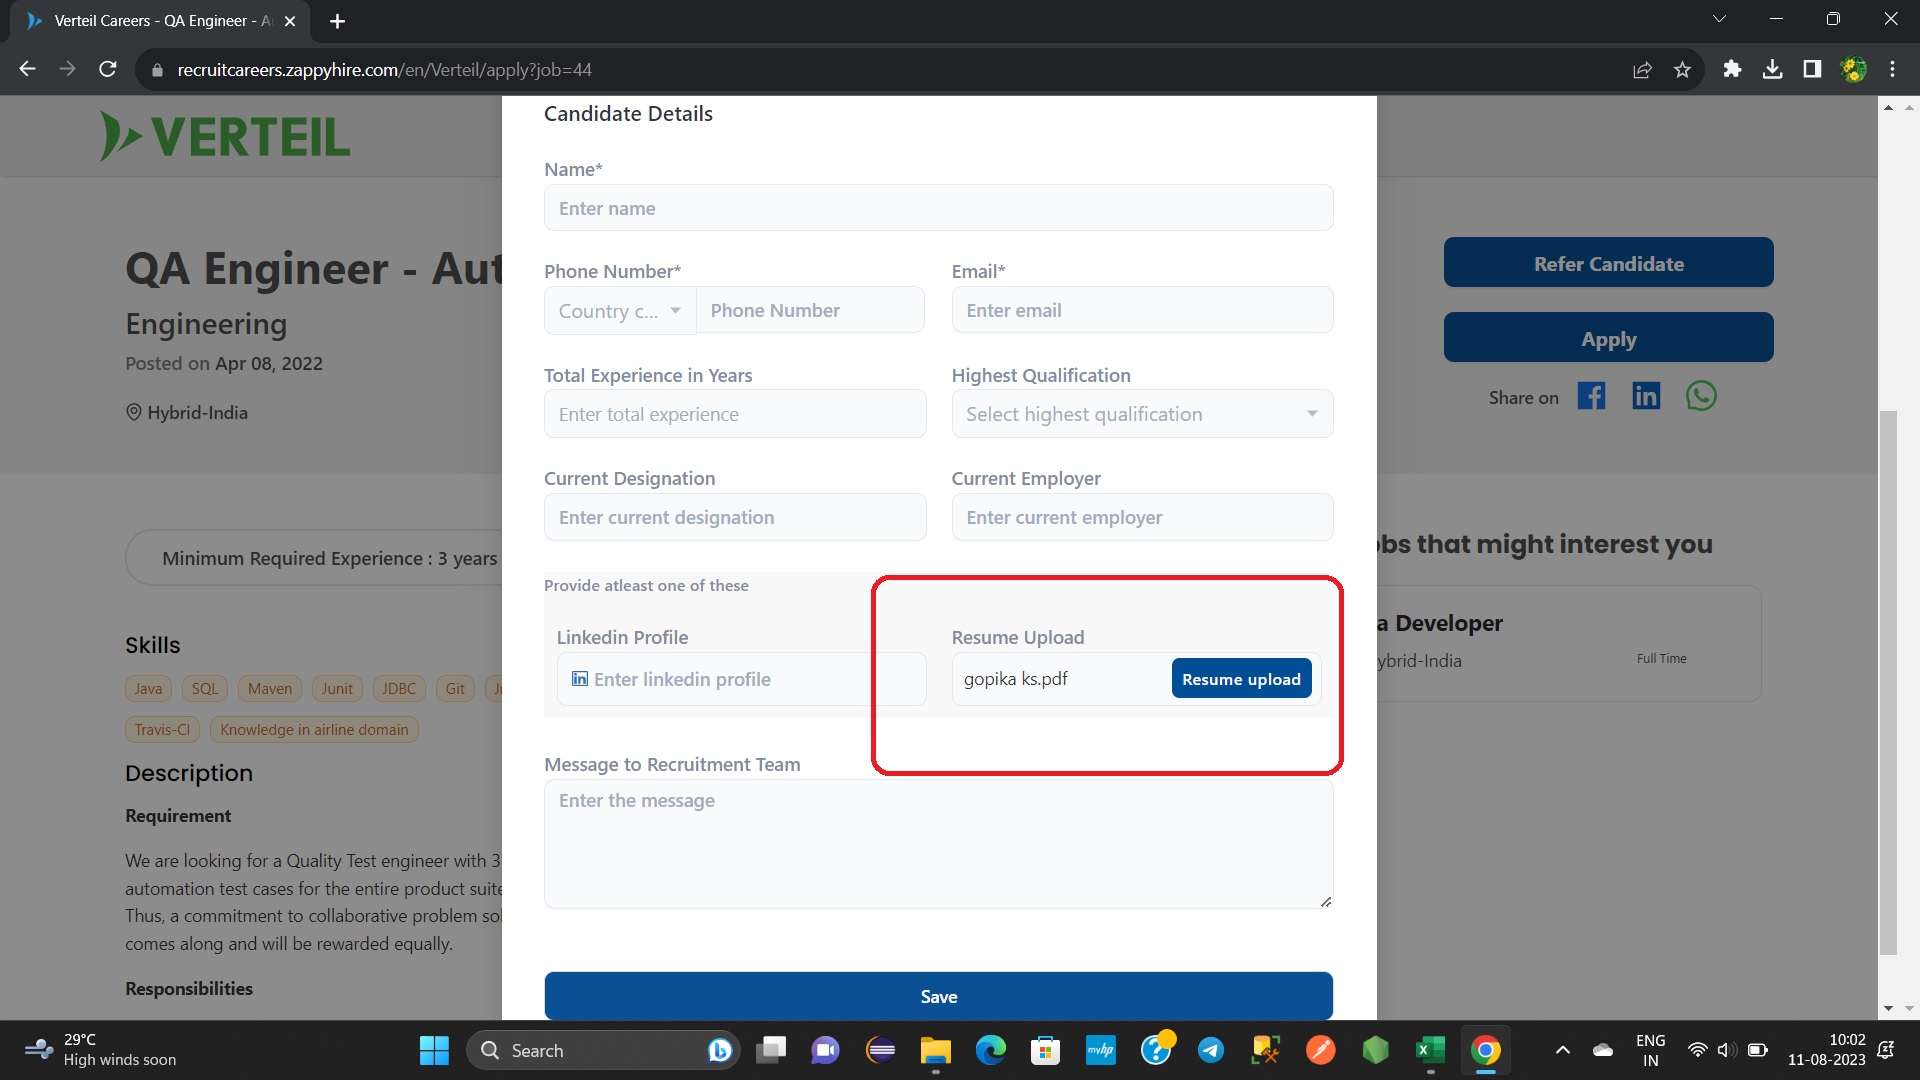 Verteil Careers - QA Engineer - A
recruitcareers.zappyhire.com/en/Verteil/apply?job=44
VERTEIL
QA Engineer - Aut
Engineering
Posted on Apr 08, 2022
Hybrid-India
Minimum Required Experience : 3 years
Skills
Java
SQL
Maven
Junit
JDBC
Git
Travis-CI
Knowledge in airline domain
Description
Requirement
We are looking for a Quality Test engineer with 3
automation test cases for the entire product suite
Thus, a commitment to collaborative problem sol
comes along and will be rewarded equally.
Responsibilities
Candidate Details
Name*
Enter name
Phone Number*
Email*
Country c...
Phone Number
Enter email
Total Experience in Years
Highest Qualification
Enter total experience
Select highest qualification
Current Designation
Current Employer
Enter current designation
Enter current employer
Provide atleast one of these
Linkedin Profile
Resume Upload
in Enter linkedin profile
gopika ks.pdf
Resume upload
Message to Recruitment Team
Enter the message
Save
Refer Candidate
Apply
Share on
in
obs that might interest you
a Developer
ybrid-India
Full Time
29°C
High winds soon
Search
myhp
ENG
IN
10:02
11-08-2023